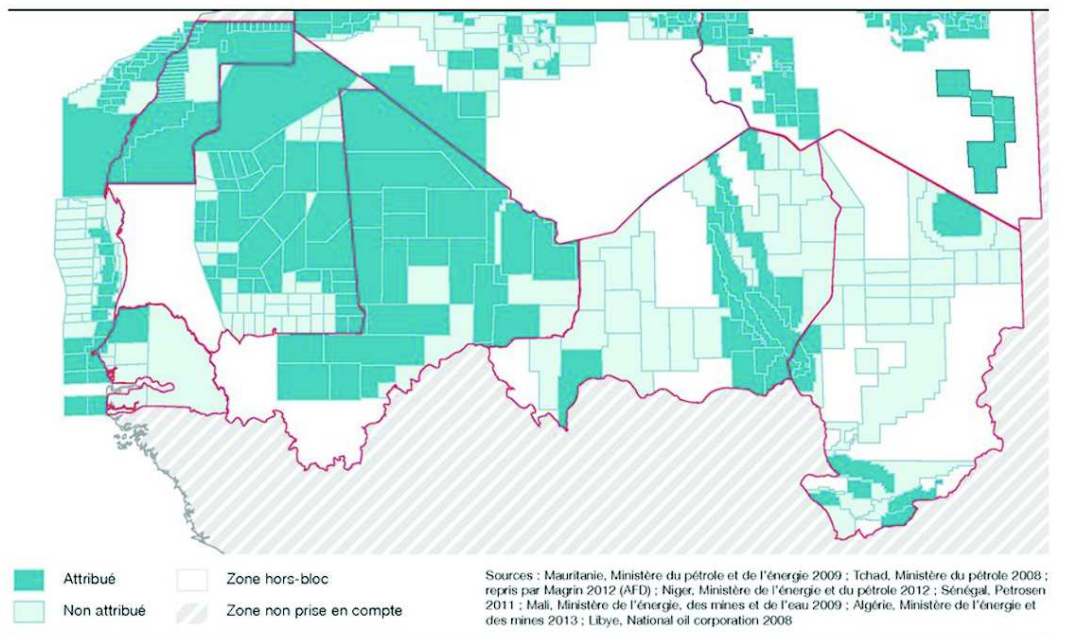 Attribué
Non attribué
Zone hors-bloc
Zone non prise en compte
Sources : Mauritanie, Ministère du pétrole et de l'énergie 2009 ; Tchad, Ministère du pétrole 2008 ;
repris par Magrin 2012 (AFD) ; Niger, Ministère de l'énergie et du pétrole 2012 ; Sénégal, Petrosen
2011 ; Mali, Ministère de l'énergie, des mines et de l'eau 2009 ; Algérie, Ministère de l'énergie et
des mines 2013 ; Libye, National oil corporation 2008